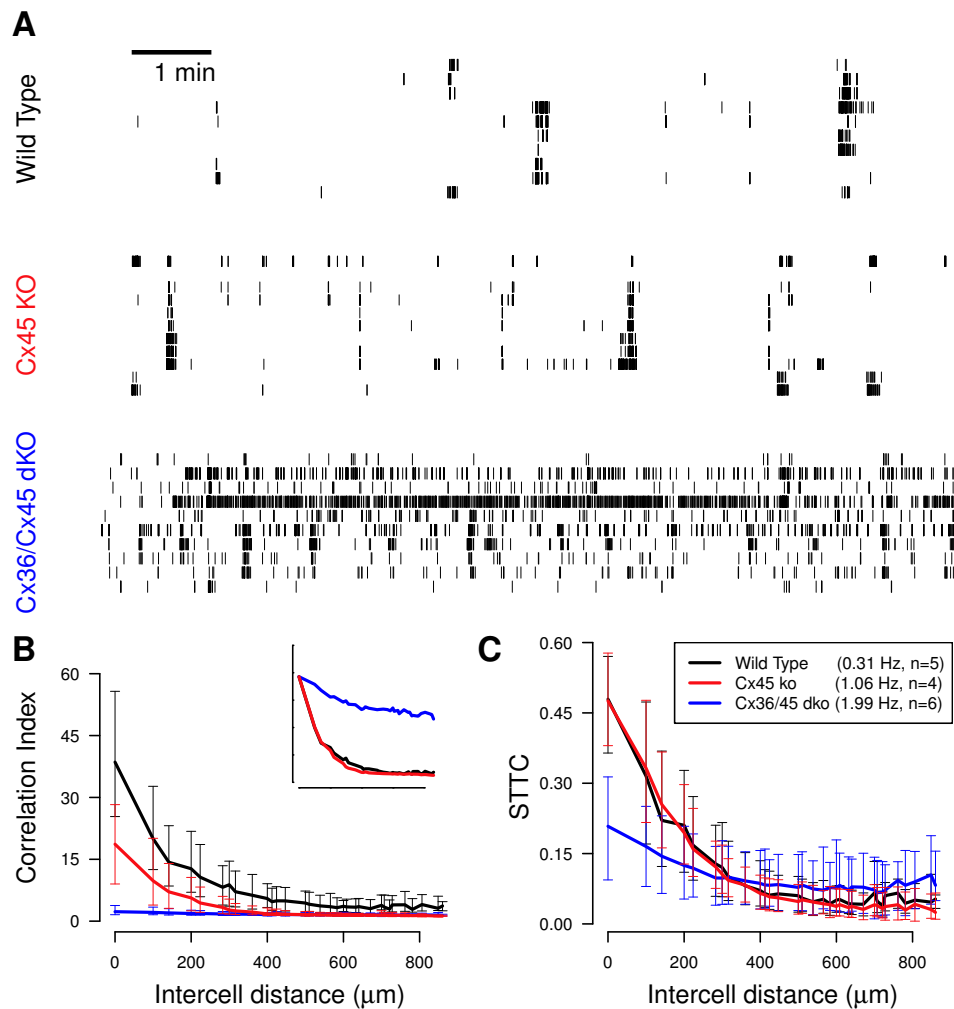 A
1 min
Wild Type
Cx45 KO
Cx36/Cx45 dKO
B
60
45
30
15
0
Correlation Index
0 200 400 600 800
Intercell distance (μm)
C
0.60
0.45
0.30
0.15
0.00
STTC
Wild Type (0.31 Hz, n=5)
Cx45 ko (1.06 Hz, n=4)
Cx36/45 dko (1.99 Hz, n=6)
0 200 400 600 800
Intercell distance (μm)